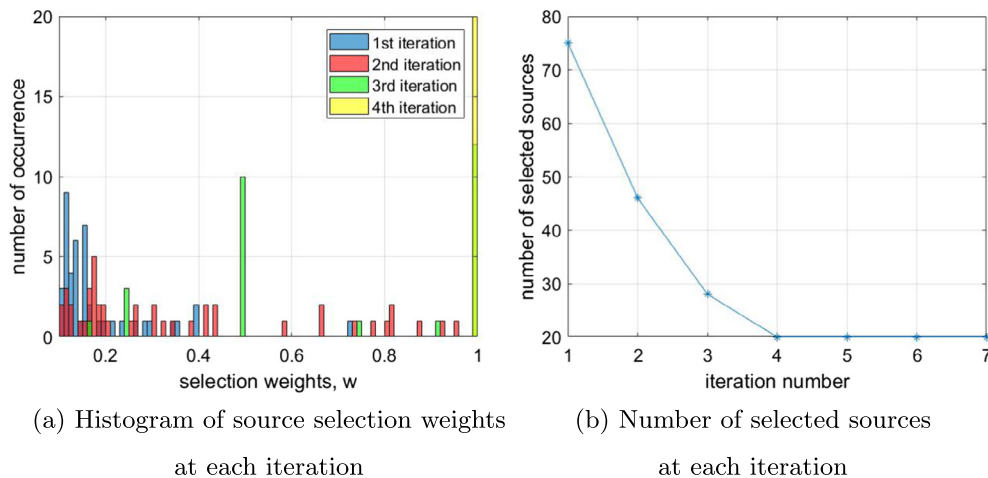 20
15
10
5
0
number of occurrence
1st iteration
2nd iteration
3rd iteration
4th iteration
0.2 0.4 0.6 0.8 1
selection weights, w
(a) Histogram of source selection weights
at each iteration
80
70
60
50
40
30
20
number of selected sources
1 2 3 4 5 6 7
iteration number
(b) Number of selected sources
at each iteration